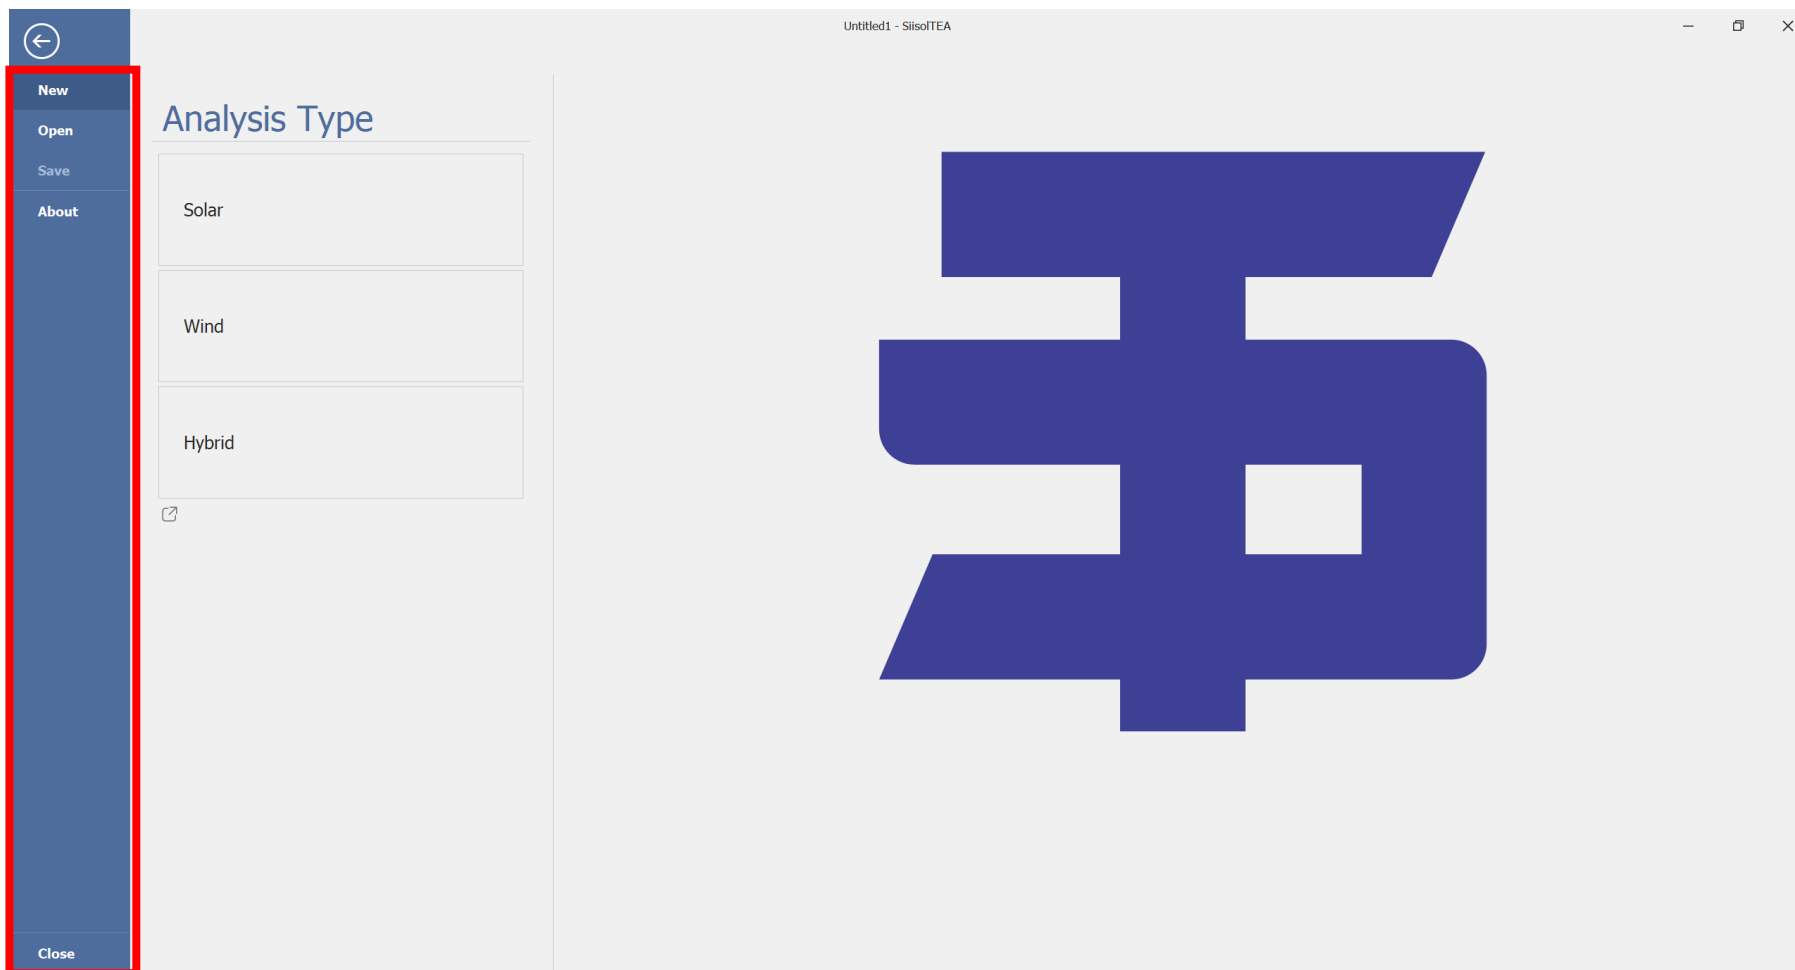 Untitled1 - SiisolTEA
New
Open
Save
About
Close
Analysis Type
Solar
Wind
Hybrid